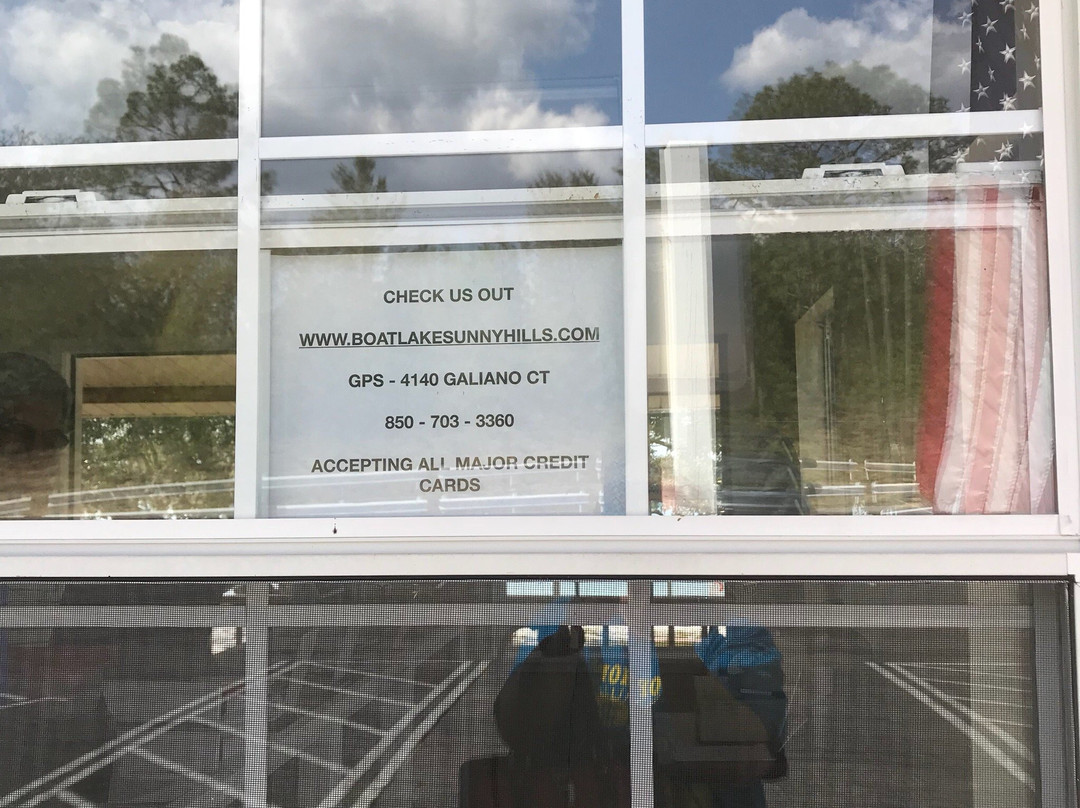 CHECK US OUT
WWW.BOATLAKESUNNYHILLS.COM
GPS - 4140 GALIANO CT
850 - 703 - 3360
ACCEPTING ALL MAJOR CREDIT
CARDS